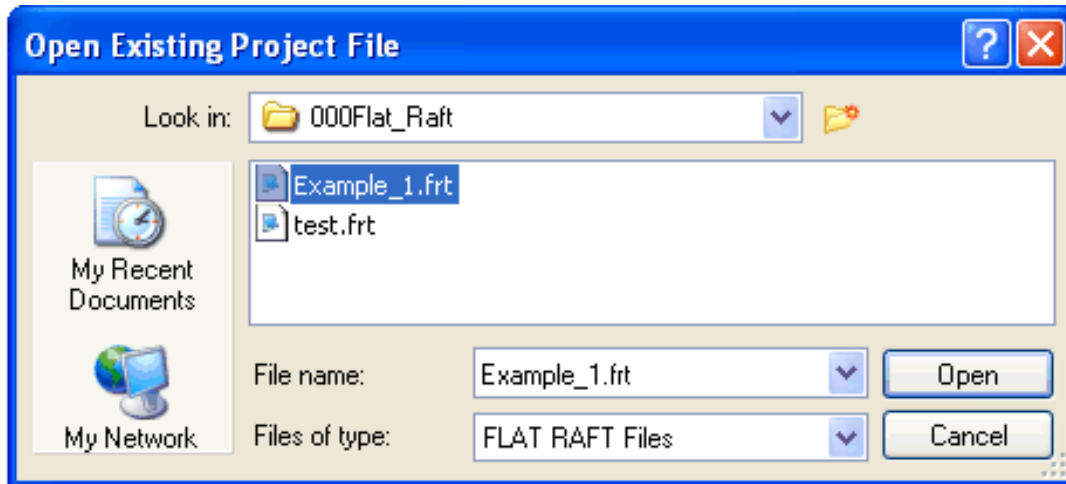 Open Existing Project File
Look in: 000Flat_Raft
Example_1.frt
test.frt
My Recent
Documents
My Network
File name: Example_1.frt Open
Files of type: FLAT RAFT Files Cancel